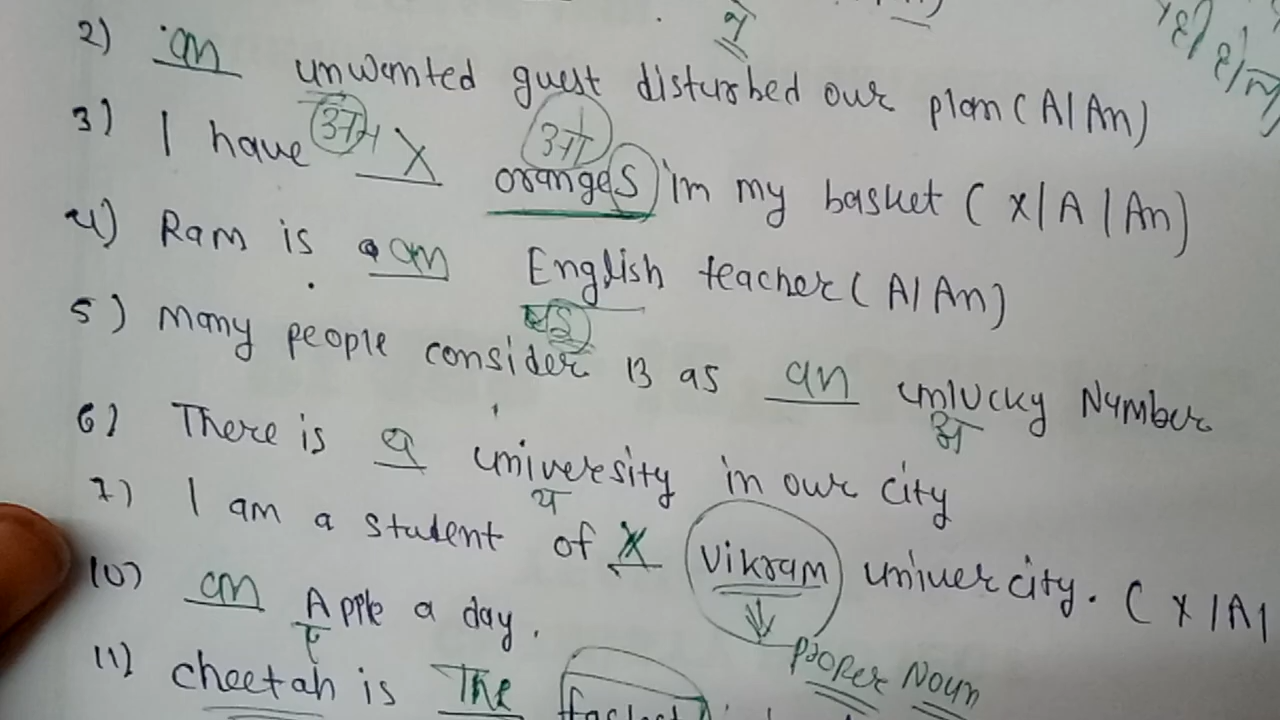 2) an unwanted guest disturbed our plan (A/An)
अन
3) I have X oranges in my basket (X/A/An)
4) Ram is an English teacher (A/An)
इ
5) Many people consider 13 as an unlucky Number
अ
6) There is a university in our city
य
7) I am a student of X Vikram univercity. (X/A/
10) an Apple a day.
ए
Proper Noun
11) cheetah is The